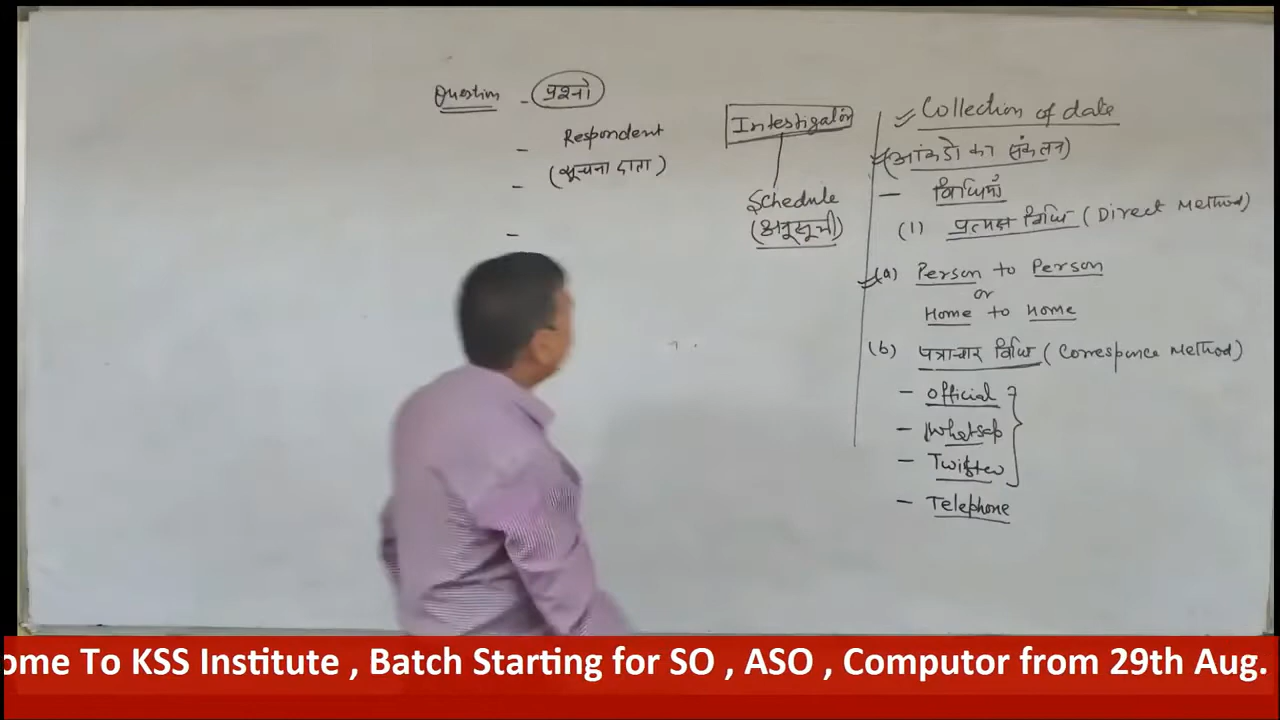 Question - प्रश्नो
- Respondent
(सूचना दाता)
-
-
Intestigator
Schedule
(अनुसूची)
Collection of date
(आंकडो का संकलन)
- विधियाँ
(1) प्रत्यक्ष विधि (Direct Method)
(a) Person to Person
or
Home to Home
(b) पत्राचार विधि (Correspunce Method)
- Official
- Whatsap
- Twitter
- Telephone
ome To KSS Institute , Batch Starting for SO , ASO , Computor from 29th Aug.